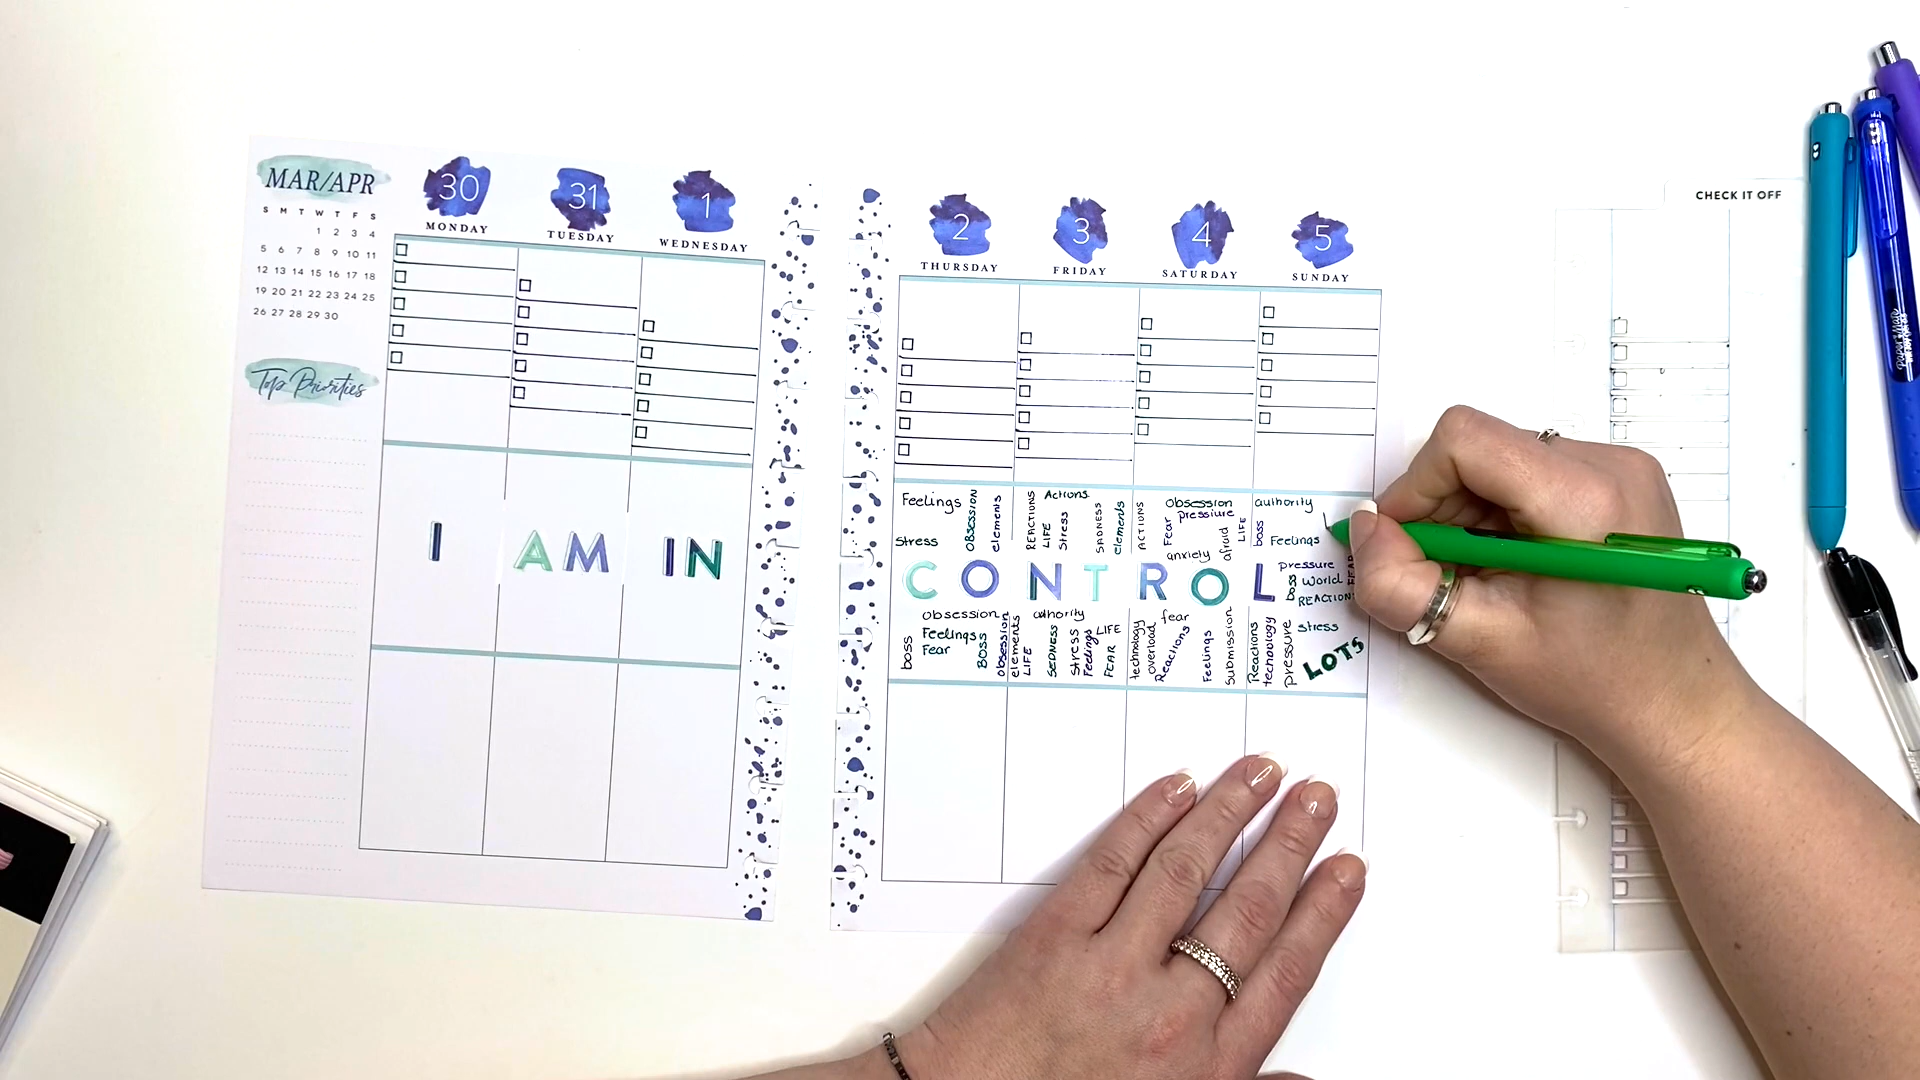 MAR/APR
S M T W T F S
1 2 3 4
5 6 7 8 9 10 11
12 13 14 15 16 17 18
19 20 21 22 23 24 25
26 27 28 29 30
Top Priorities
30
MONDAY
31
TUESDAY
1
WEDNESDAY
I AM IN
2
THURSDAY
3
FRIDAY
4
SATURDAY
5
SUNDAY
Feelings
OBSESSION
elements
stress
REACTIONS
Actions
LIFE
Stress
SADNESS
elements
ACTIONS
obsession
pressiure
Fear
anxiety
afraid
LIFE
authority
boss
Feelings
CONTROL
pressure
boss
World
FEAR
REACTION
obsession
boss
Feelings
Fear
BOSS
obsession
elements
LIFE
authority
SEDNESS
STRESS
Feelings
LIFE
FEAR
technology
overload
fear
Reactions
Feelings
Submission
Reactions
technology
pressure
stress
LOTS
CHECK IT OFF
PAPER MATE